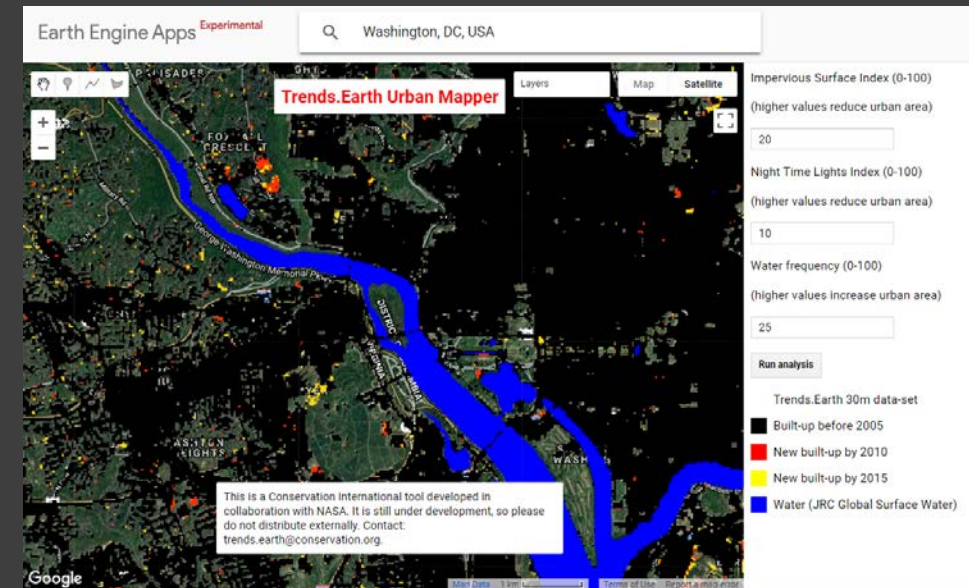 Earth Engine Apps Experimental
Washington, DC, USA
PALISADES
Trends.Earth Urban Mapper
Layers
Map
Satellite
+
−
George Washington Memorial Pkwy
DISTRIC
VIRGINIA
MBIA
WASH
This is a Conservation International tool developed in
collaboration with NASA. It is still under development, so please
do not distribute externally. Contact:
trends.earth@conservation.org.
Google
Map Data
1 km
Terms of Use
Report a map error
Impervious Surface Index (0-100)
(higher values reduce urban area)
20
Night Time Lights Index (0-100)
(higher values reduce urban area)
10
Water frequency (0-100)
(higher values increase urban area)
25
Run analysis
Trends.Earth 30m data-set
Built-up before 2005
New built-up by 2010
New built-up by 2015
Water (JRC Global Surface Water)